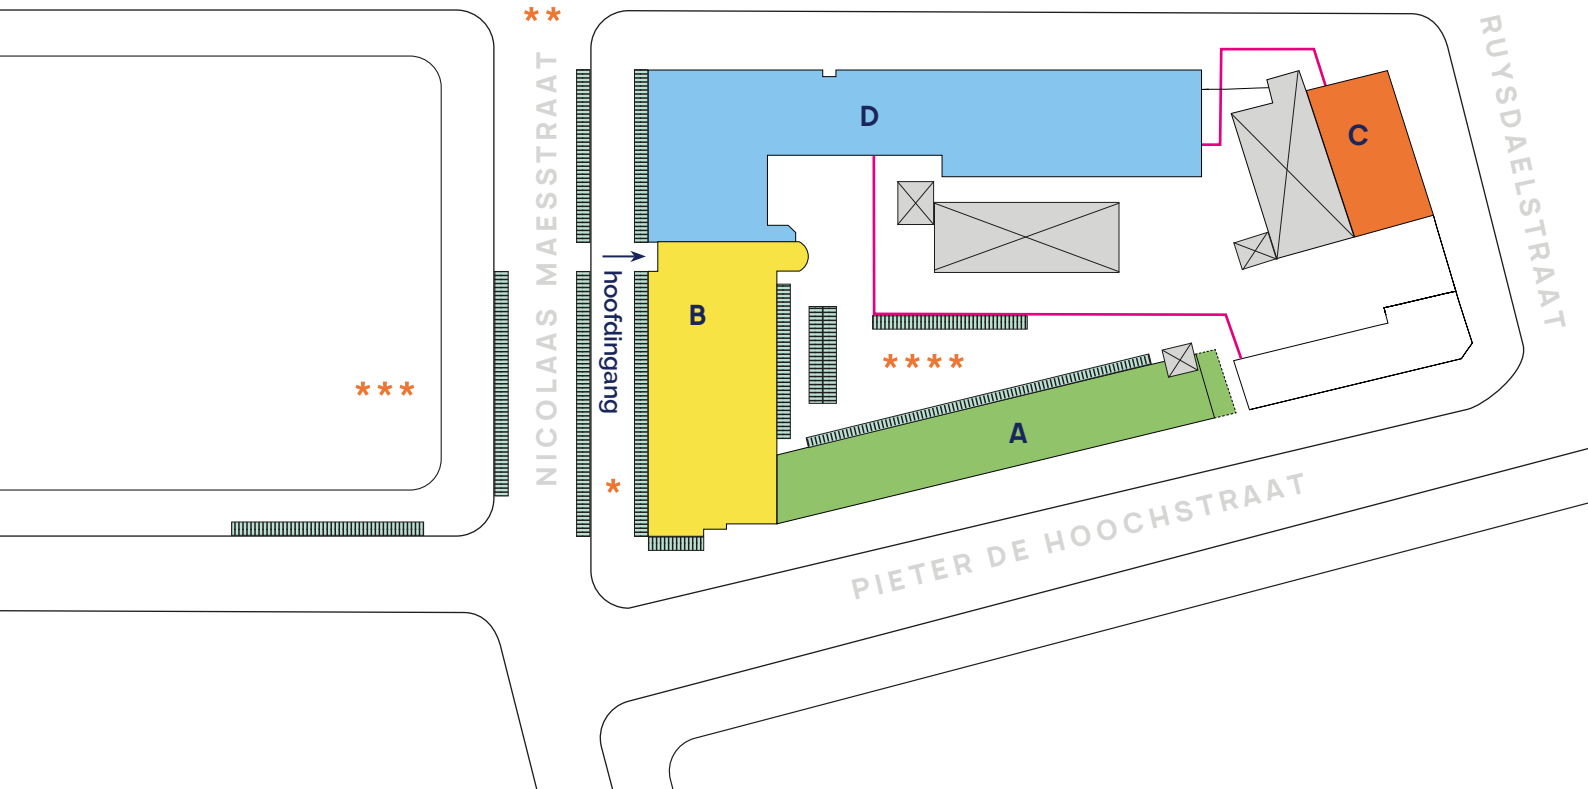 **
NICOLAAS MAESSTRAAT
RUYSDAELSTRAAT
D
C
hoofdingang
B
***
****
A
*
PIETER DE HOOCHSTRAAT